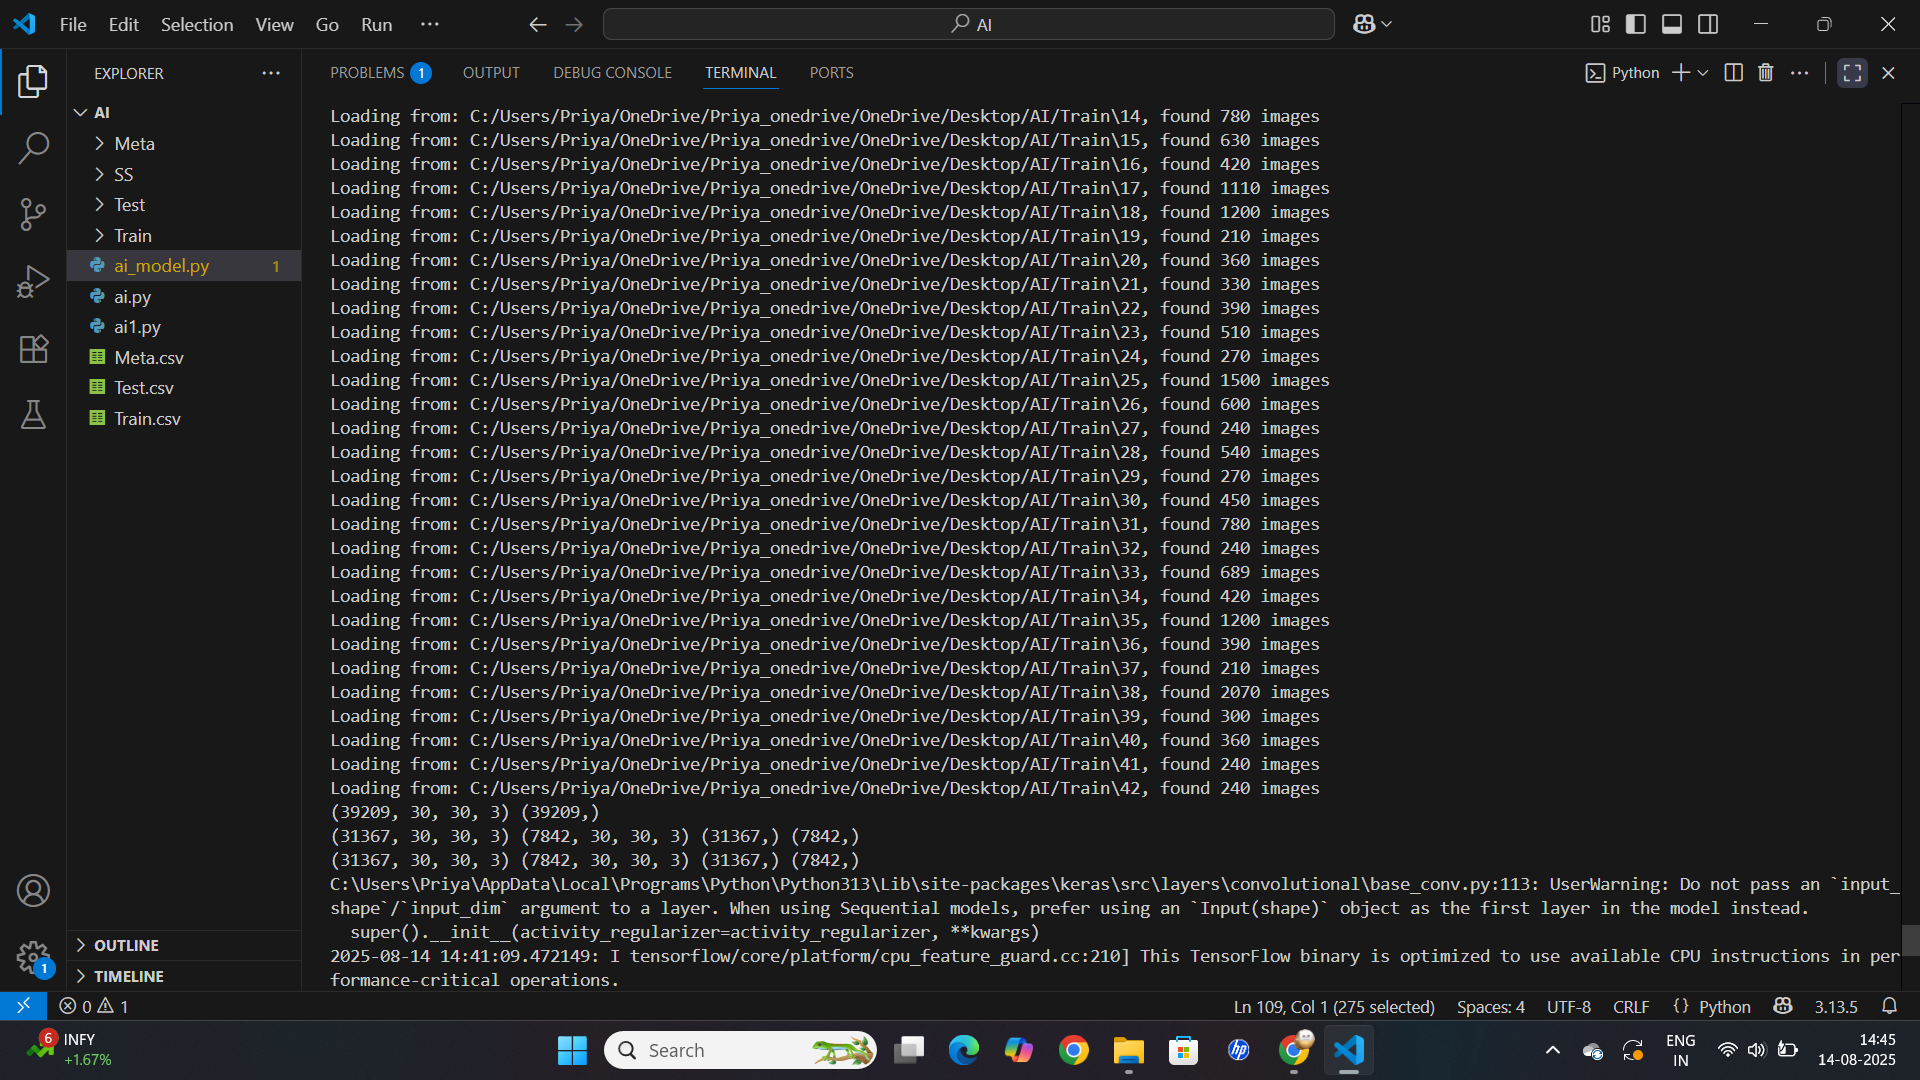 File Edit Selection View Go Run ··· AI
EXPLORER ···
AI
Meta
SS
Test
Train
ai_model.py 1
ai.py
ai1.py
Meta.csv
Test.csv
Train.csv
OUTLINE
TIMELINE
PROBLEMS 1 OUTPUT DEBUG CONSOLE TERMINAL PORTS Python ···
Loading from: C:/Users/Priya/OneDrive/Priya_onedrive/OneDrive/Desktop/AI/Train\14, found 780 images
Loading from: C:/Users/Priya/OneDrive/Priya_onedrive/OneDrive/Desktop/AI/Train\15, found 630 images
Loading from: C:/Users/Priya/OneDrive/Priya_onedrive/OneDrive/Desktop/AI/Train\16, found 420 images
Loading from: C:/Users/Priya/OneDrive/Priya_onedrive/OneDrive/Desktop/AI/Train\17, found 1110 images
Loading from: C:/Users/Priya/OneDrive/Priya_onedrive/OneDrive/Desktop/AI/Train\18, found 1200 images
Loading from: C:/Users/Priya/OneDrive/Priya_onedrive/OneDrive/Desktop/AI/Train\19, found 210 images
Loading from: C:/Users/Priya/OneDrive/Priya_onedrive/OneDrive/Desktop/AI/Train\20, found 360 images
Loading from: C:/Users/Priya/OneDrive/Priya_onedrive/OneDrive/Desktop/AI/Train\21, found 330 images
Loading from: C:/Users/Priya/OneDrive/Priya_onedrive/OneDrive/Desktop/AI/Train\22, found 390 images
Loading from: C:/Users/Priya/OneDrive/Priya_onedrive/OneDrive/Desktop/AI/Train\23, found 510 images
Loading from: C:/Users/Priya/OneDrive/Priya_onedrive/OneDrive/Desktop/AI/Train\24, found 270 images
Loading from: C:/Users/Priya/OneDrive/Priya_onedrive/OneDrive/Desktop/AI/Train\25, found 1500 images
Loading from: C:/Users/Priya/OneDrive/Priya_onedrive/OneDrive/Desktop/AI/Train\26, found 600 images
Loading from: C:/Users/Priya/OneDrive/Priya_onedrive/OneDrive/Desktop/AI/Train\27, found 240 images
Loading from: C:/Users/Priya/OneDrive/Priya_onedrive/OneDrive/Desktop/AI/Train\28, found 540 images
Loading from: C:/Users/Priya/OneDrive/Priya_onedrive/OneDrive/Desktop/AI/Train\29, found 270 images
Loading from: C:/Users/Priya/OneDrive/Priya_onedrive/OneDrive/Desktop/AI/Train\30, found 450 images
Loading from: C:/Users/Priya/OneDrive/Priya_onedrive/OneDrive/Desktop/AI/Train\31, found 780 images
Loading from: C:/Users/Priya/OneDrive/Priya_onedrive/OneDrive/Desktop/AI/Train\32, found 240 images
Loading from: C:/Users/Priya/OneDrive/Priya_onedrive/OneDrive/Desktop/AI/Train\33, found 689 images
Loading from: C:/Users/Priya/OneDrive/Priya_onedrive/OneDrive/Desktop/AI/Train\34, found 420 images
Loading from: C:/Users/Priya/OneDrive/Priya_onedrive/OneDrive/Desktop/AI/Train\35, found 1200 images
Loading from: C:/Users/Priya/OneDrive/Priya_onedrive/OneDrive/Desktop/AI/Train\36, found 390 images
Loading from: C:/Users/Priya/OneDrive/Priya_onedrive/OneDrive/Desktop/AI/Train\37, found 210 images
Loading from: C:/Users/Priya/OneDrive/Priya_onedrive/OneDrive/Desktop/AI/Train\38, found 2070 images
Loading from: C:/Users/Priya/OneDrive/Priya_onedrive/OneDrive/Desktop/AI/Train\39, found 300 images
Loading from: C:/Users/Priya/OneDrive/Priya_onedrive/OneDrive/Desktop/AI/Train\40, found 360 images
Loading from: C:/Users/Priya/OneDrive/Priya_onedrive/OneDrive/Desktop/AI/Train\41, found 240 images
Loading from: C:/Users/Priya/OneDrive/Priya_onedrive/OneDrive/Desktop/AI/Train\42, found 240 images
(39209, 30, 30, 3) (39209,)
(31367, 30, 30, 3) (7842, 30, 30, 3) (31367,) (7842,)
(31367, 30, 30, 3) (7842, 30, 30, 3) (31367,) (7842,)
C:\Users\Priya\AppData\Local\Programs\Python\Python313\Lib\site-packages\keras\src\layers\convolutional\base_conv.py:113: UserWarning: Do not pass an `input_
shape`/`input_dim` argument to a layer. When using Sequential models, prefer using an `Input(shape)` object as the first layer in the model instead.
super().__init__(activity_regularizer=activity_regularizer, **kwargs)
2025-08-14 14:41:09.472149: I tensorflow/core/platform/cpu_feature_guard.cc:210] This TensorFlow binary is optimized to use available CPU instructions in per
formance-critical operations.
1
0 1 Ln 109, Col 1 (275 selected) Spaces: 4 UTF-8 CRLF {} Python 3.13.5
6 INFY
+1.67%
Search
hp
ENG
IN
14:45
14-08-2025